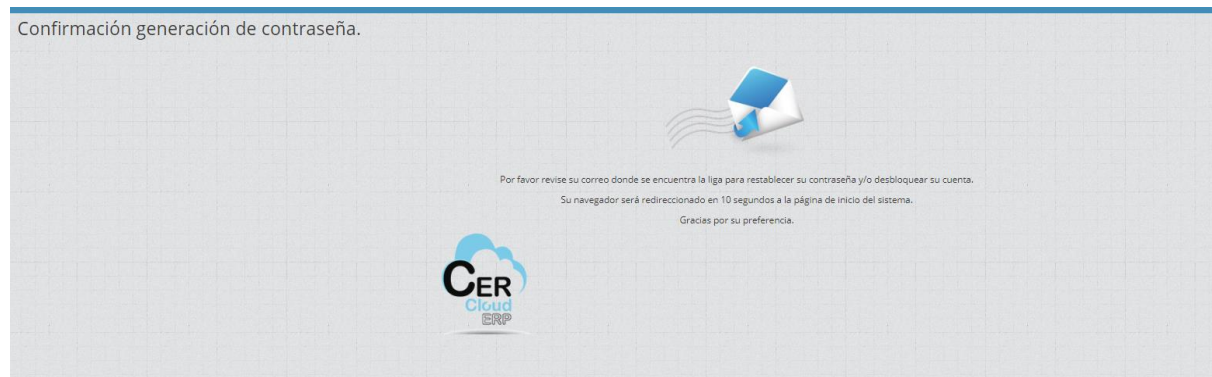 Confirmación generación de contraseña.
Por favor revise su correo donde se encuentra la liga para restablecer su contraseña y/o desbloquear su cuenta.
Su navegador será redireccionado en 10 segundos a la página de inicio del sistema.
Gracias por su preferencia.
CER
Cloud
ERP